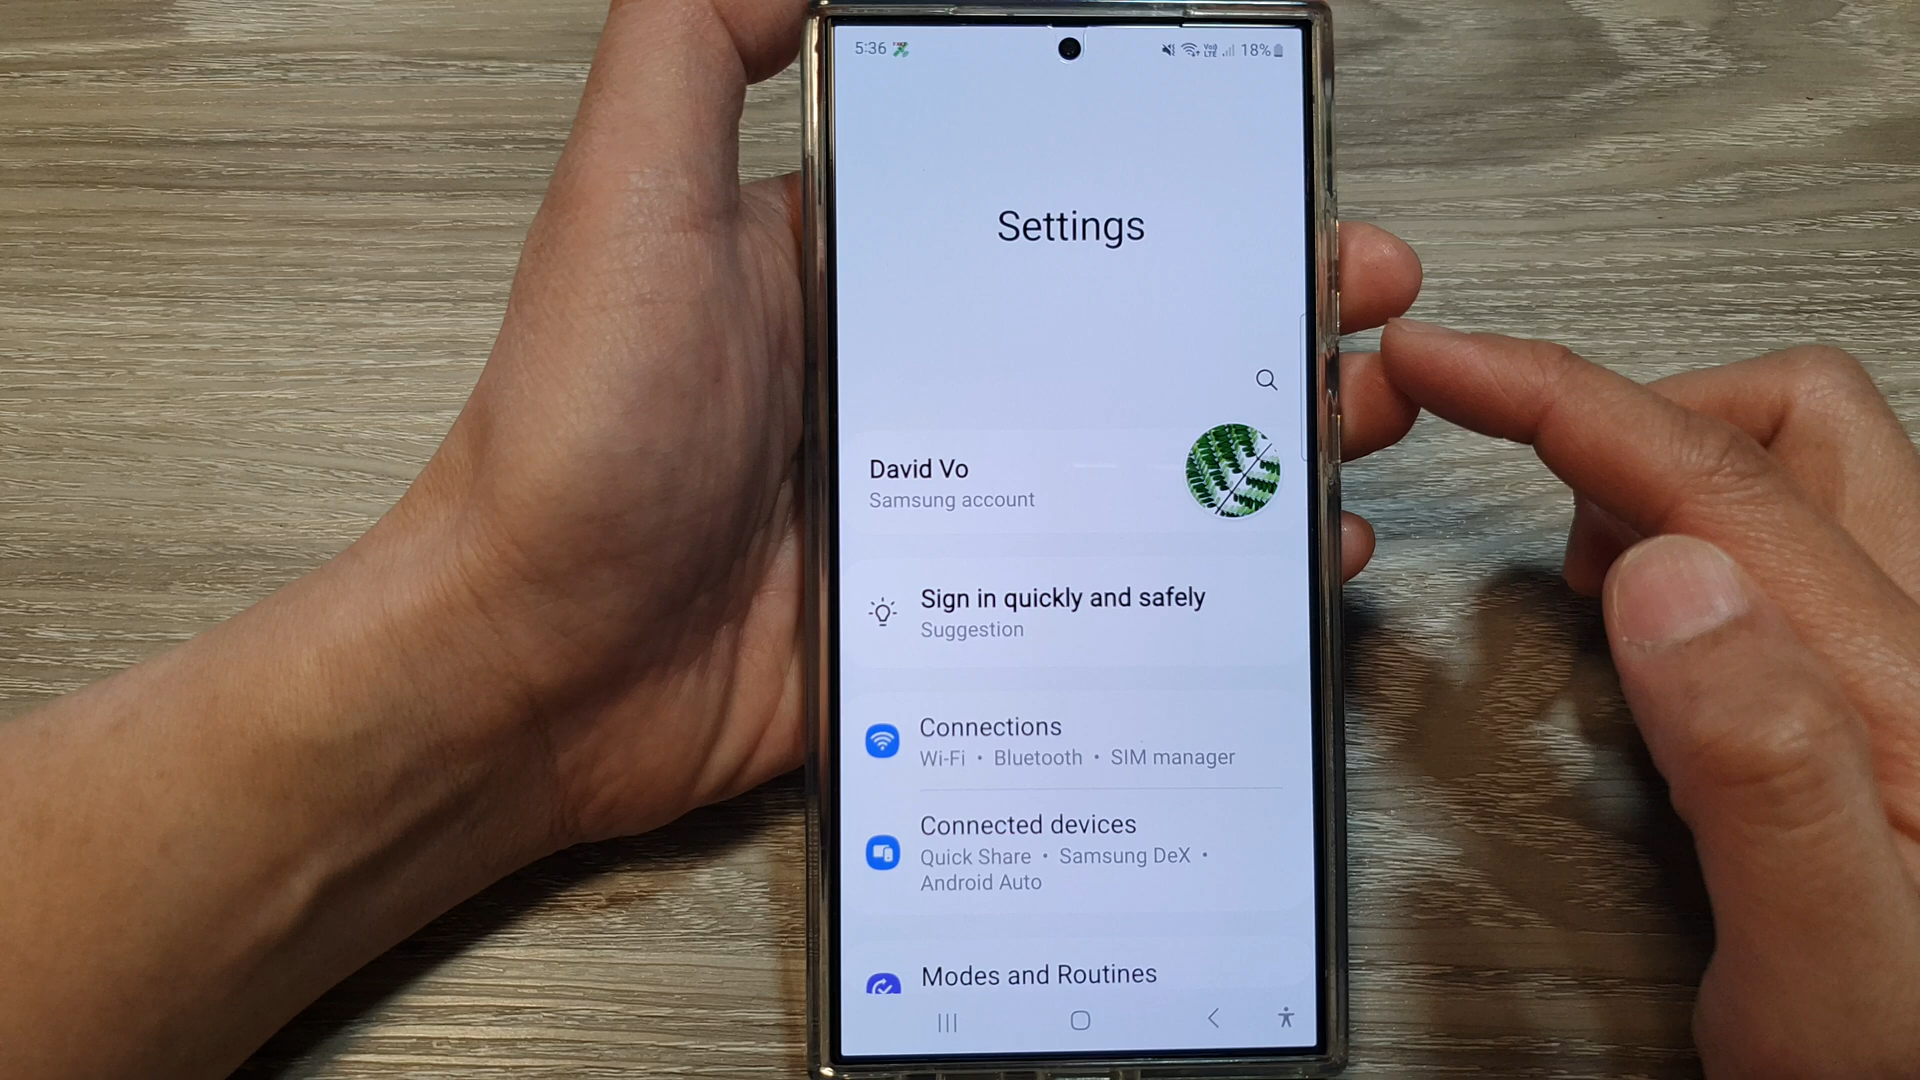 5:36 18%
Settings
David Vo
Samsung account
Sign in quickly and safely
Suggestion
Connections
Wi-Fi • Bluetooth • SIM manager
Connected devices
Quick Share • Samsung DeX •
Android Auto
Modes and Routines